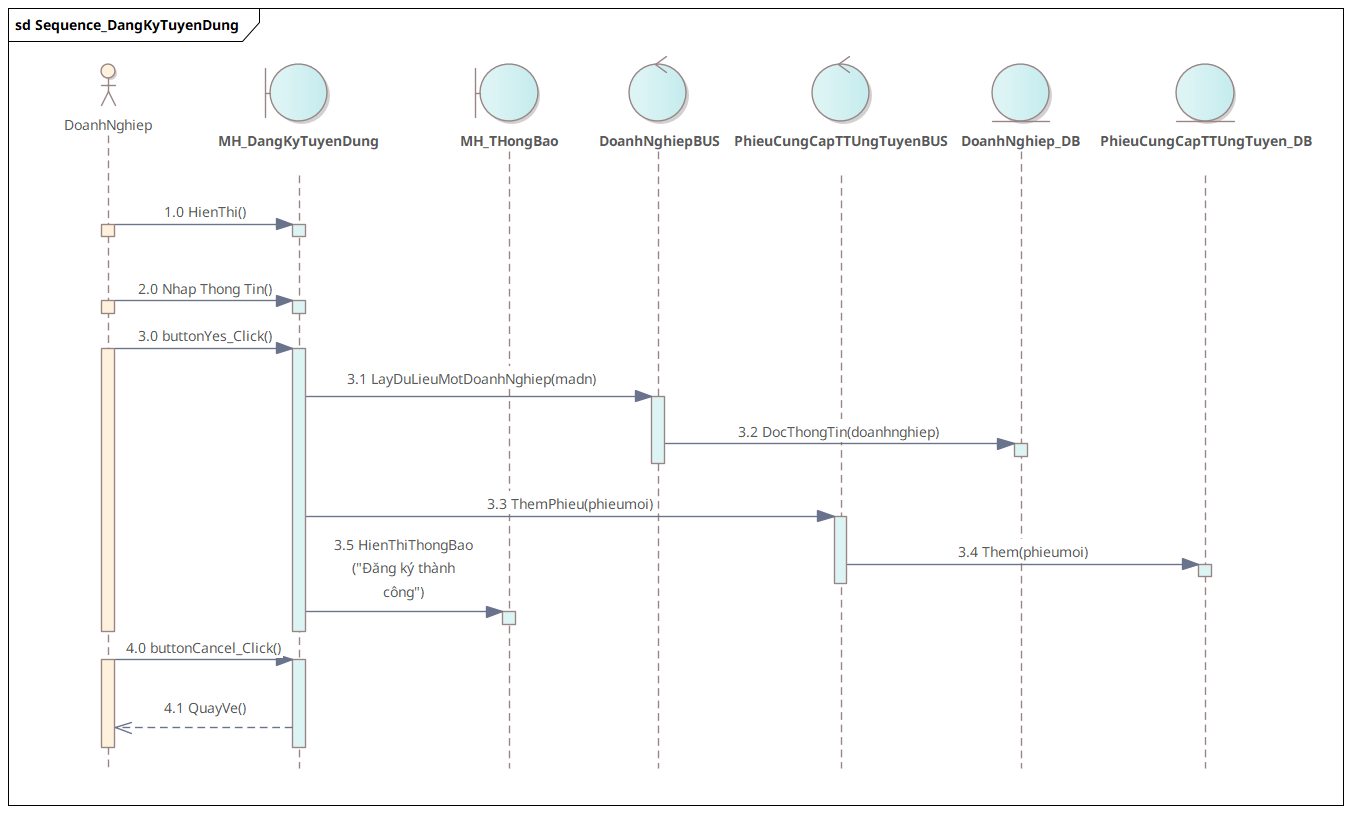 sd Sequence_DangKyTuyenDung
DoanhNghiep
MH_DangKyTuyenDung
MH_THongBao
DoanhNghiepBUS
PhieuCungCapTTUngTuyenBUS
DoanhNghiep_DB
PhieuCungCapTTUngTuyen_DB
1.0 HienThi()
2.0 Nhap Thong Tin()
3.0 buttonYes_Click()
3.1 LayDuLieuMotDoanhNghiep(madn)
3.2 DocThongTin(doanhnghiep)
3.3 ThemPhieu(phieumoi)
3.4 Them(phieumoi)
3.5 HienThiThongBao
("Đăng ký thành
công")
4.0 buttonCancel_Click()
4.1 QuayVe()